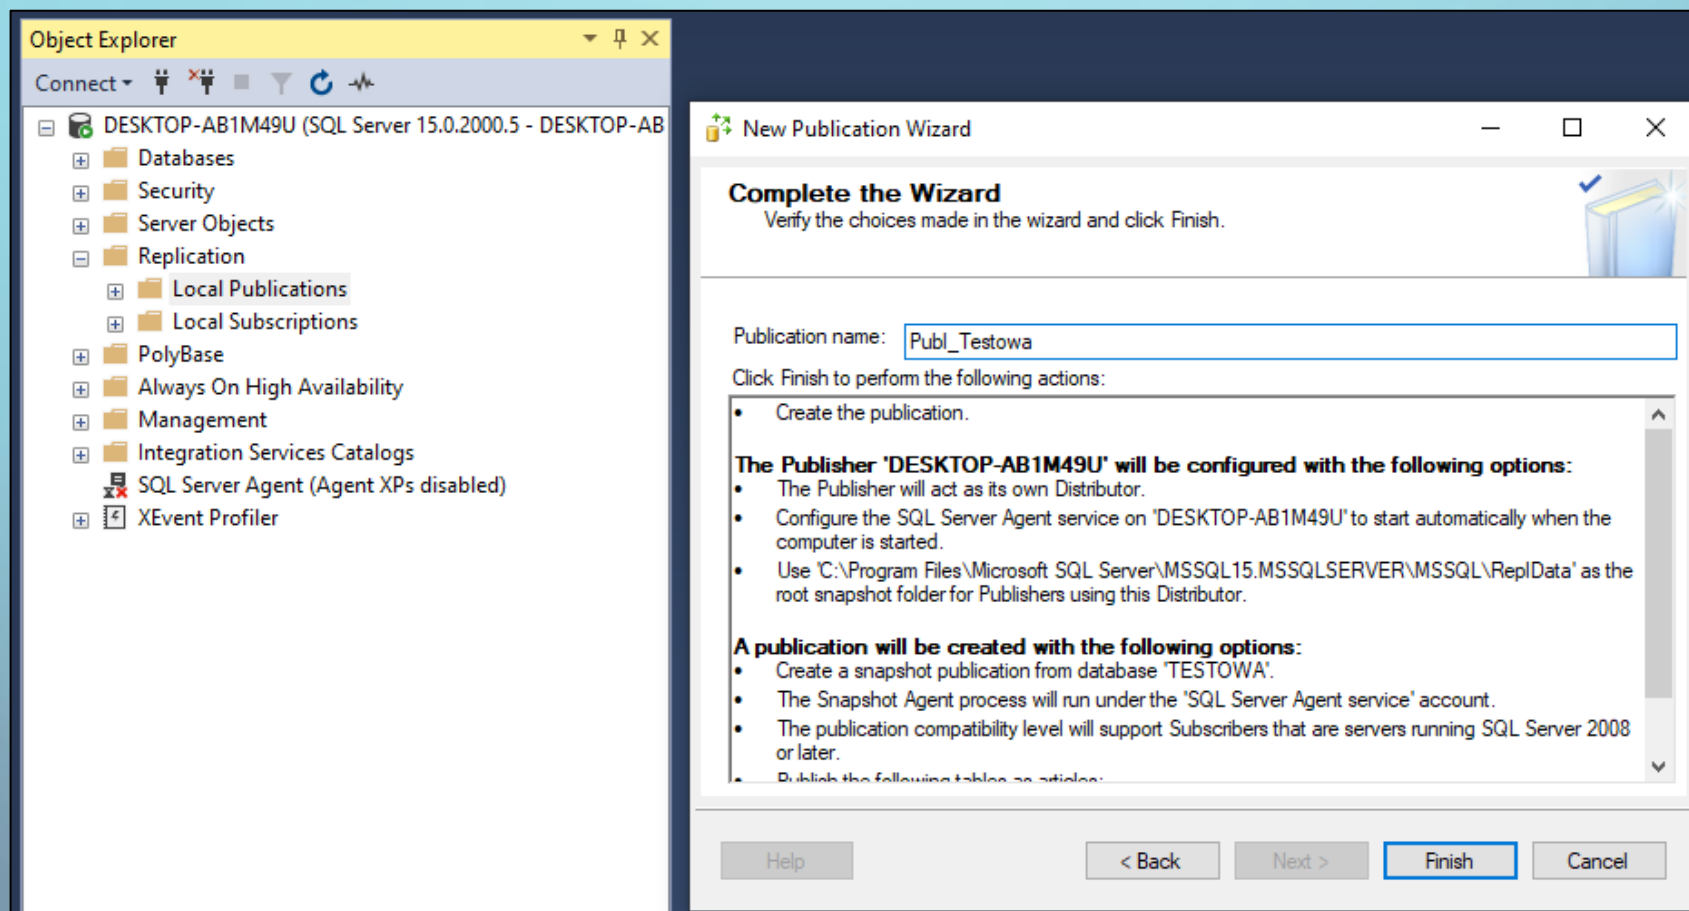 Object Explorer
Connect
DESKTOP-AB1M49U (SQL Server 15.0.2000.5 - DESKTOP-AB
Databases
Security
Server Objects
Replication
Local Publications
Local Subscriptions
PolyBase
Always On High Availability
Management
Integration Services Catalogs
SQL Server Agent (Agent XPs disabled)
XEvent Profiler
New Publication Wizard
Complete the Wizard
Verify the choices made in the wizard and click Finish.
Publication name: Publ_Testowa
Click Finish to perform the following actions:
• Create the publication.
The Publisher 'DESKTOP-AB1M49U' will be configured with the following options:
• The Publisher will act as its own Distributor.
• Configure the SQL Server Agent service on 'DESKTOP-AB1M49U' to start automatically when the
computer is started.
• Use 'C:\Program Files\Microsoft SQL Server\MSSQL15.MSSQLSERVER\MSSQL\ReplData' as the
root snapshot folder for Publishers using this Distributor.
A publication will be created with the following options:
• Create a snapshot publication from database 'TESTOWA'.
• The Snapshot Agent process will run under the 'SQL Server Agent service' account.
• The publication compatibility level will support Subscribers that are servers running SQL Server 2008
or later.
• Publish the following tables as articles:
Help
< Back
Next >
Finish
Cancel